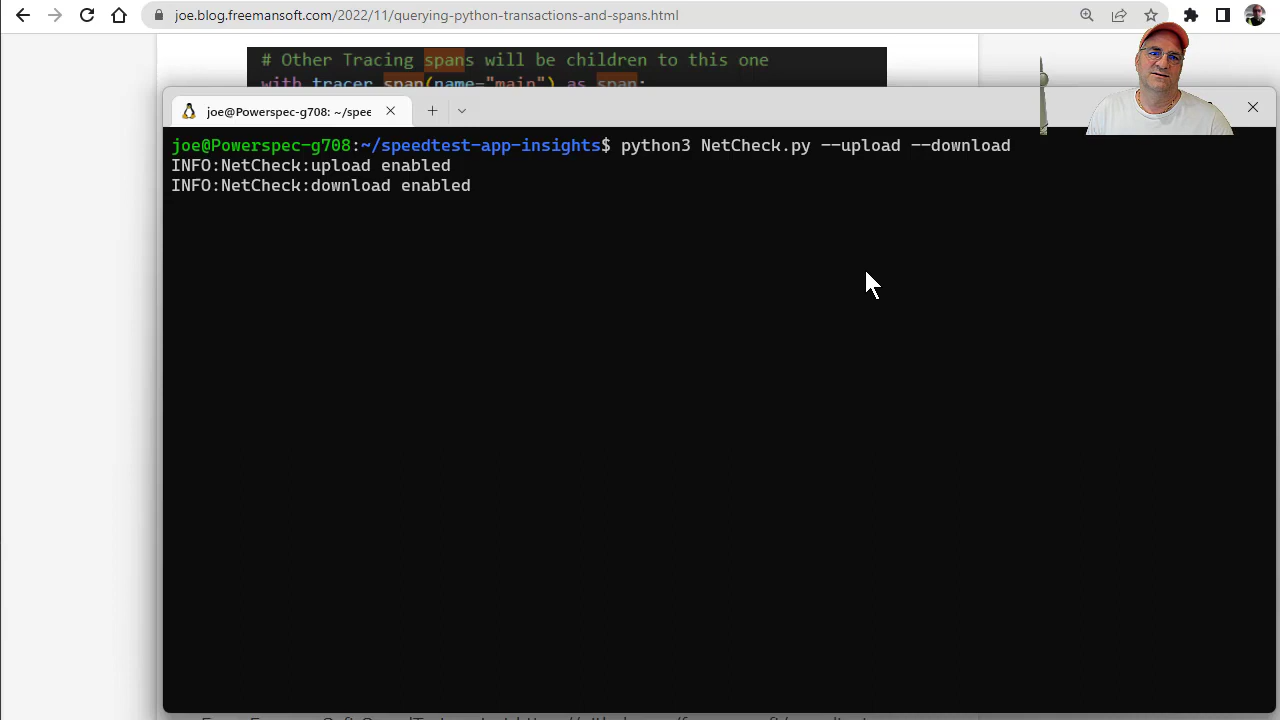 joe.blog.freemansoft.com/2022/11/querying-python-transactions-and-spans.html
# Other Tracing spans will be children to this one
with tracer.span(name="main") as span:
joe@Powerspec-g708: ~/spee
joe@Powerspec-g708:~/speedtest-app-insights$ python3 NetCheck.py --upload --download
INFO:NetCheck:upload enabled
INFO:NetCheck:download enabled